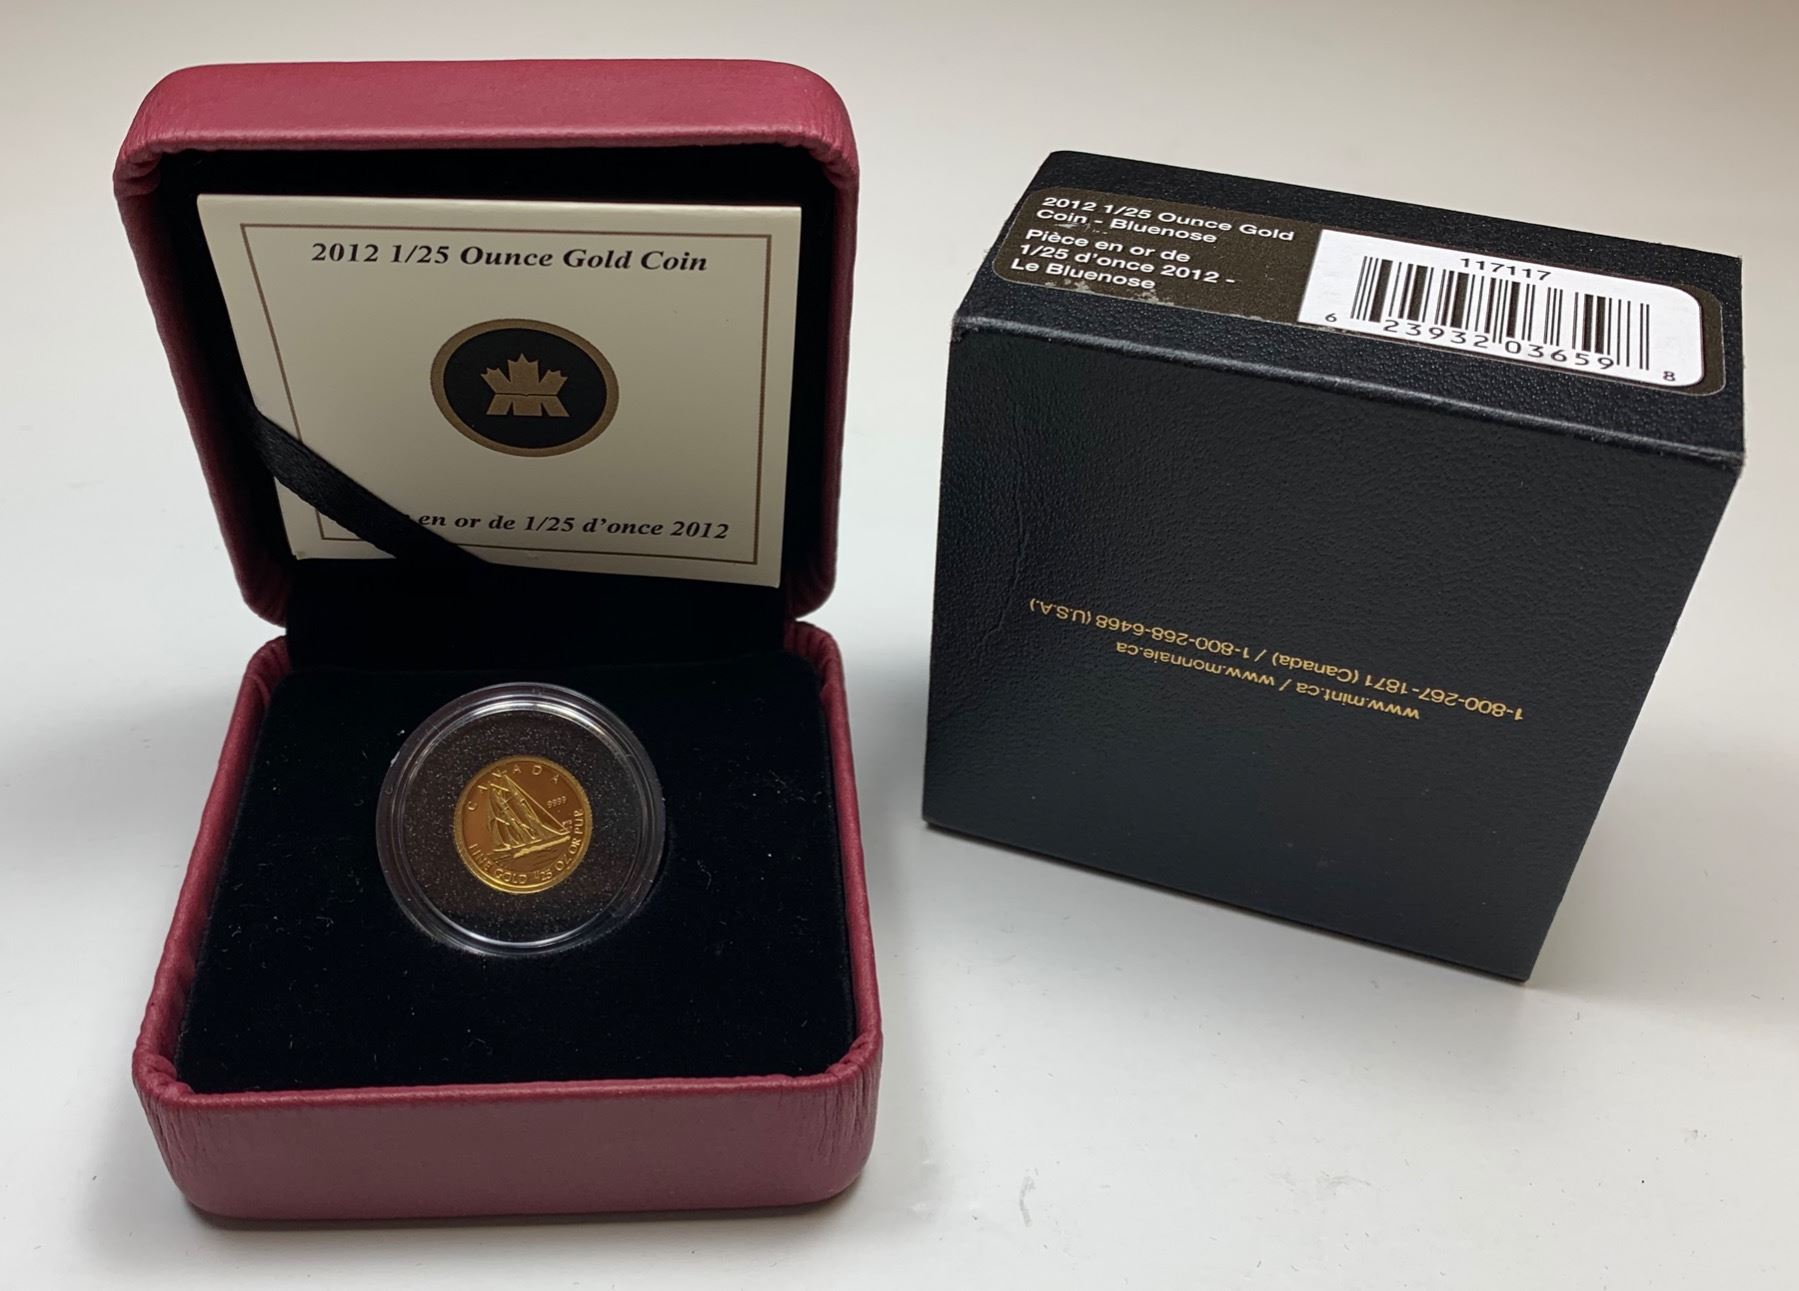 2012 1/25 Ounce Gold Coin
en or de 1/25 d'once 2012
CANADA
9999
FINE GOLD 1/25 OZ OR PUR
2012 1/25 Ounce Gold
Coin - Bluenose
Pièce en or de
1/25 d'once 2012 -
Le Bluenose
117117
6 23932 03659 8
www.mint.ca / www.monnaie.ca
1-800-267-1871 (Canada) / 1-800-268-6468 (U.S.A.)